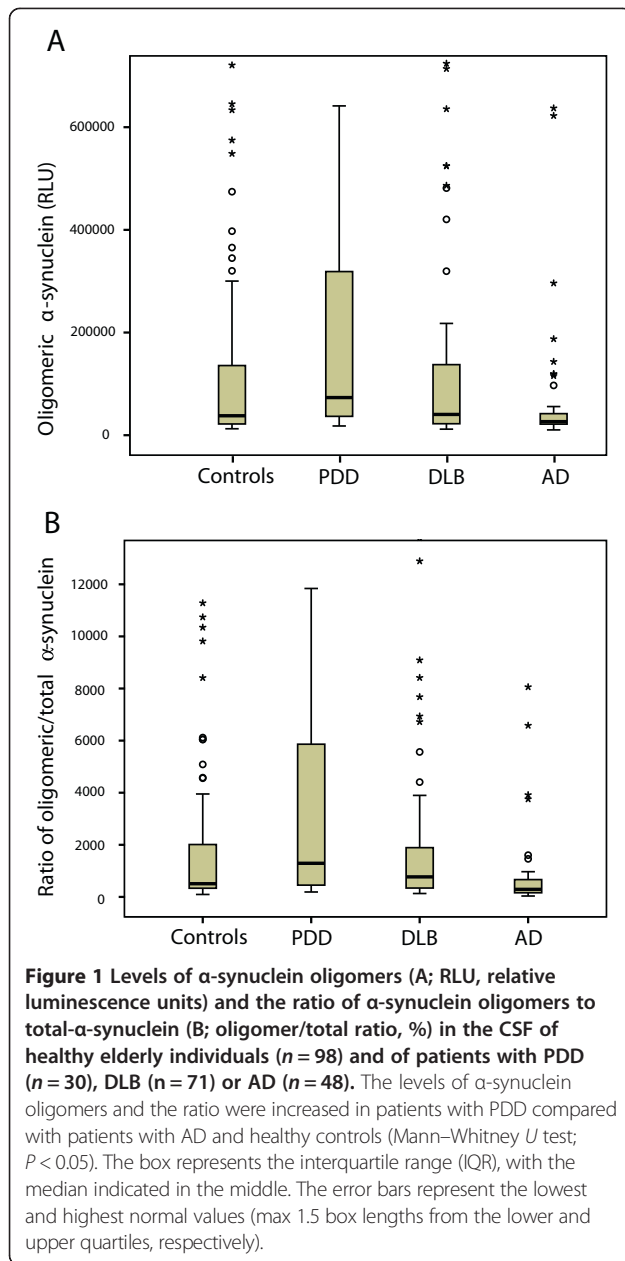 A
Oligomeric α-synuclein (RLU)
600000
400000
200000
0
Controls PDD DLB AD
B
Ratio of oligomeric/total α-synuclein
12000
10000
8000
6000
4000
2000
0
Controls PDD DLB AD
Figure 1 Levels of α-synuclein oligomers (A; RLU, relative
luminescence units) and the ratio of α-synuclein oligomers to
total-α-synuclein (B; oligomer/total ratio, %) in the CSF of
healthy elderly individuals (n = 98) and of patients with PDD
(n = 30), DLB (n = 71) or AD (n = 48). The levels of α-synuclein
oligomers and the ratio were increased in patients with PDD compared
with patients with AD and healthy controls (Mann–Whitney U test;
P < 0.05). The box represents the interquartile range (IQR), with the
median indicated in the middle. The error bars represent the lowest
and highest normal values (max 1.5 box lengths from the lower and
upper quartiles, respectively).